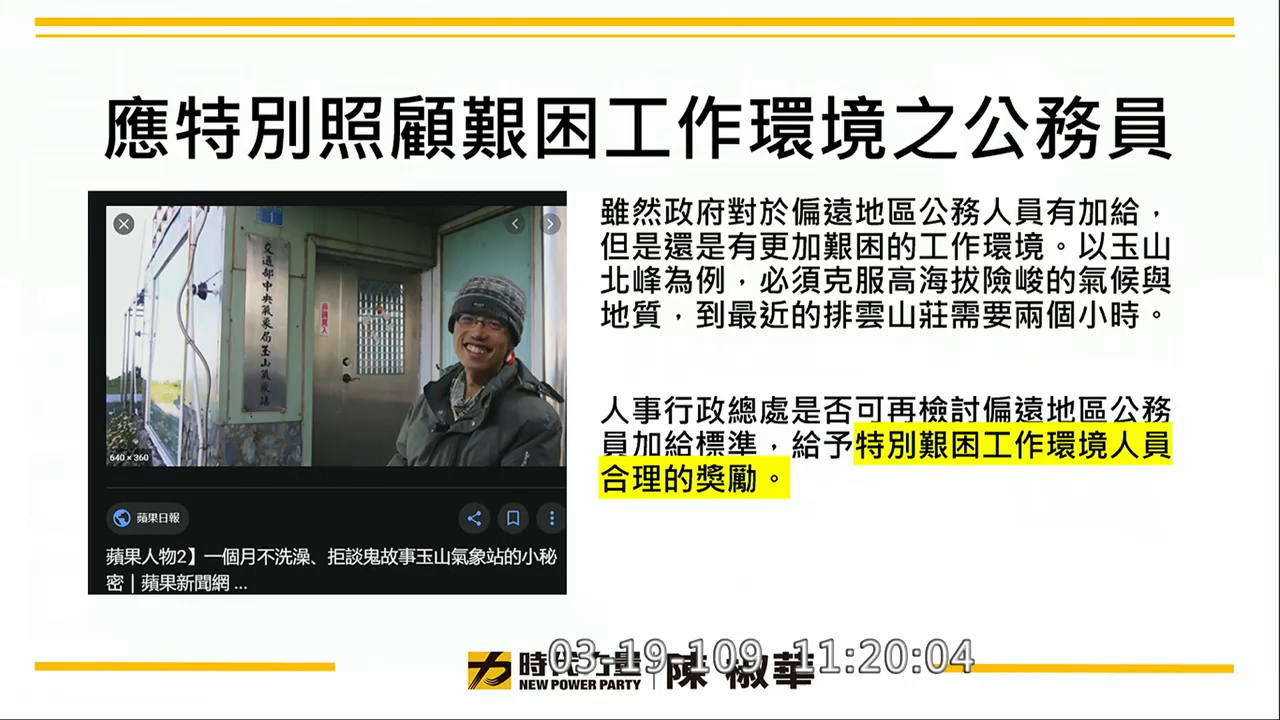 應特別照顧艱困工作環境之公務員
交通部中央氣象局玉山氣象站
640 × 360
蘋果日報
蘋果人物2】一個月不洗澡、拒談鬼故事玉山氣象站的小秘
密 | 蘋果新聞網 ...
雖然政府對於偏遠地區公務人員有加給，
但是還是有更加艱困的工作環境。以玉山
北峰為例，必須克服高海拔險峻的氣候與
地質，到最近的排雲山莊需要兩個小時。
人事行政總處是否可再檢討偏遠地區公務
員加給標準，給予特別艱困工作環境人員
合理的獎勵。
時代力量
NEW POWER PARTY
陳椒華
03-19-109 11:20:04